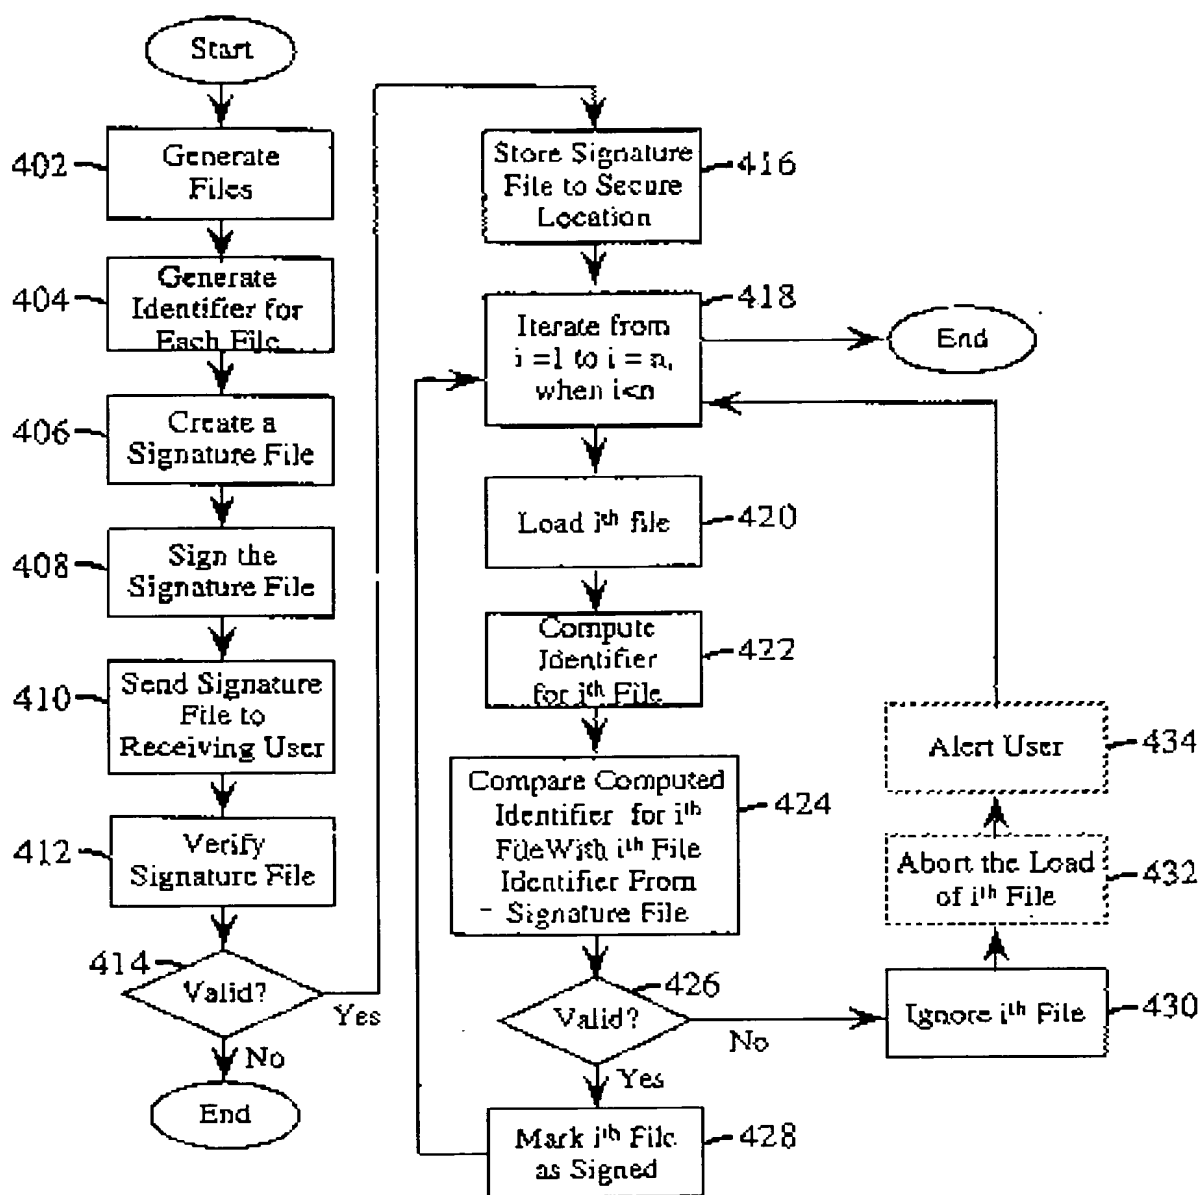 Start
402
Generate
Files
404
Generate
Identifier for
Each File
406
Create a
Signature File
408
Sign the
Signature File
410
Send Signature
File to
Receiving User
412
Verify
Signature File
414
Valid?
Yes
No
End
Store Signature
File to Secure
Location
416
Iterate from
i =1 to i = n,
when i<n
418
End
Load ith file
420
Compute
Identifier
for ith File
422
Compare Computed
Identifier for ith
FileWith ith File
Identifier From
Signature File
424
Valid?
426
No
Yes
Mark ith File
as Signed
428
Alert User
434
Abort the Load
of ith File
432
Ignore ith File
430